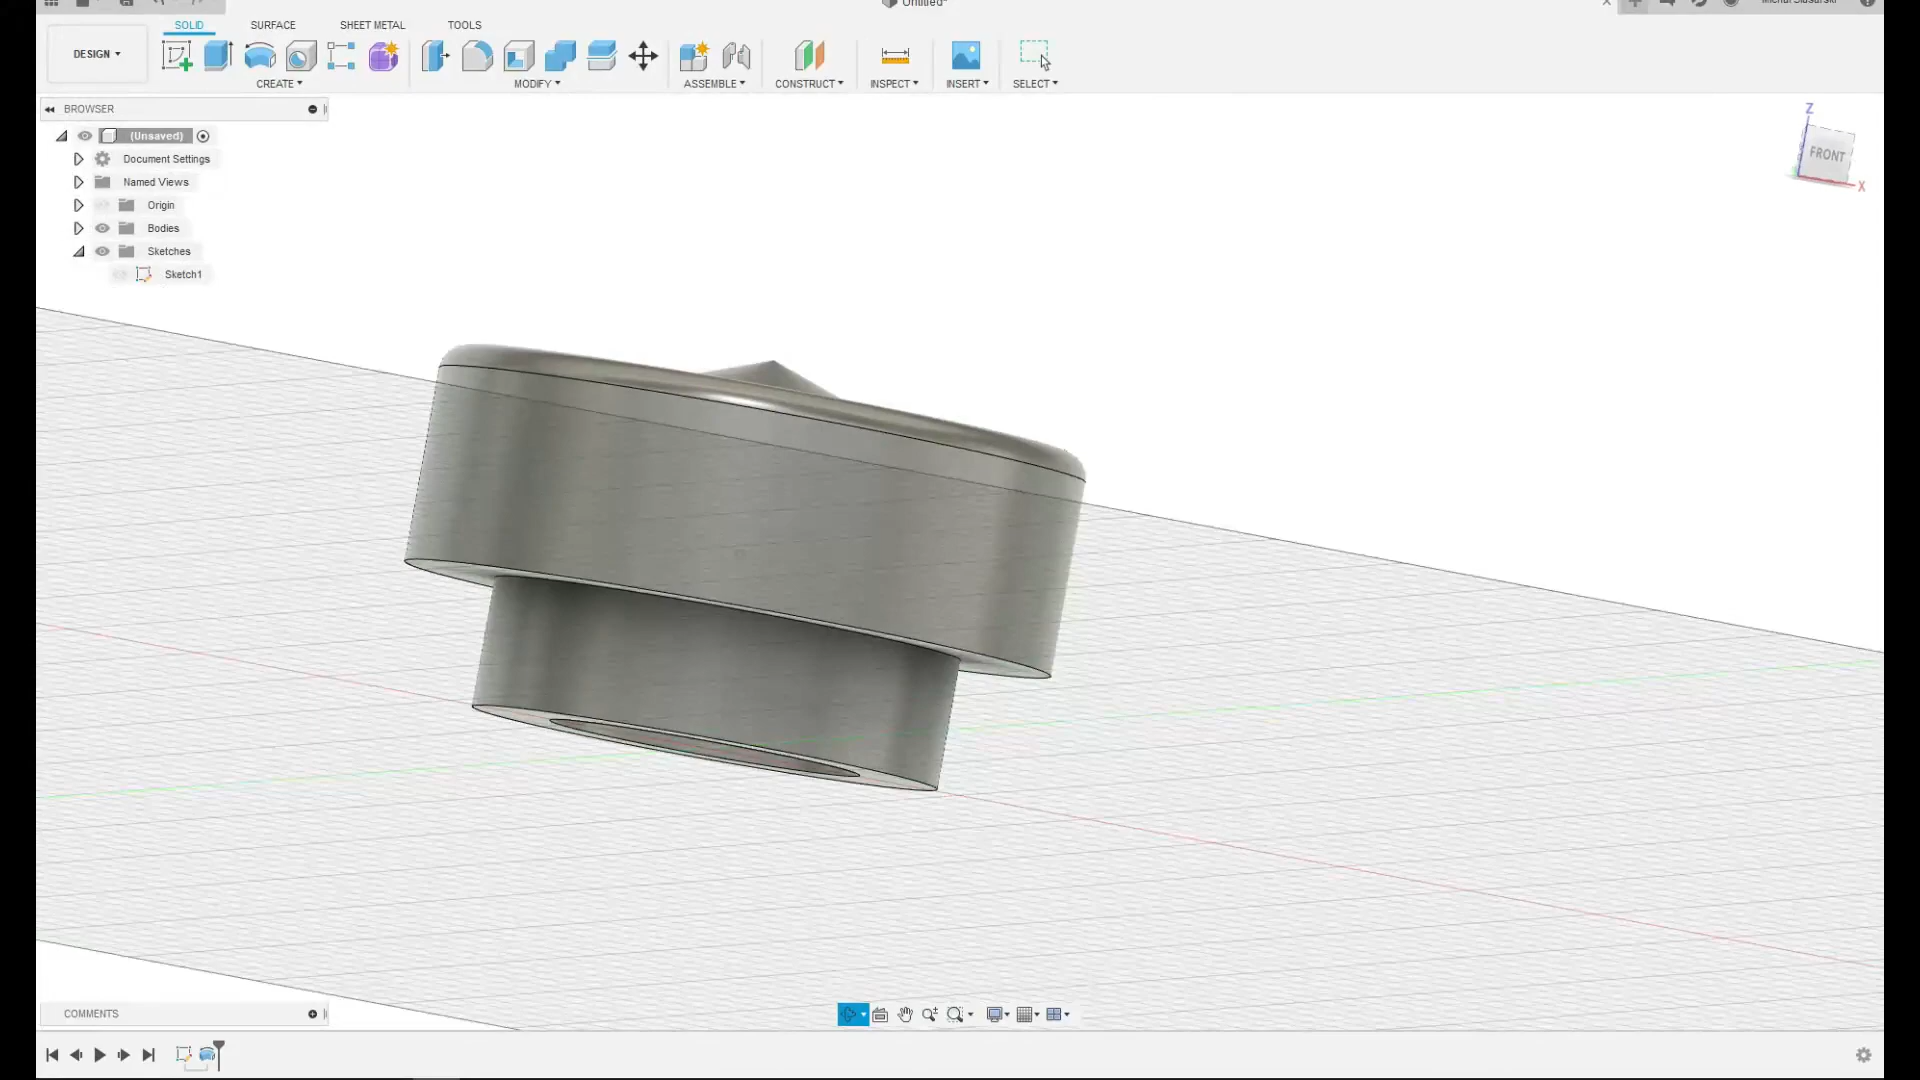 Untitled*
SOLID SURFACE SHEET METAL TOOLS
DESIGN
CREATE MODIFY ASSEMBLE CONSTRUCT INSPECT INSERT SELECT
BROWSER
(Unsaved)
Document Settings
Named Views
Origin
Bodies
Sketches
Sketch1
Z
FRONT
X
COMMENTS